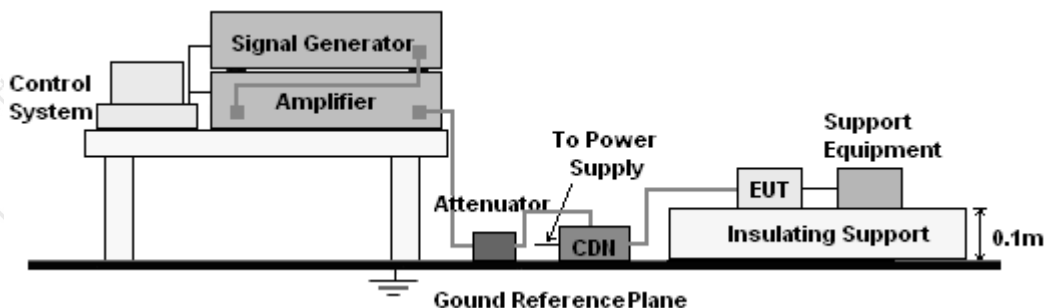 Signal Generator
Control
System
Amplifier
To Power
Supply
Support
Equipment
Attenuator
EUT
CDN
Insulating Support
0.1m
Gound Reference Plane